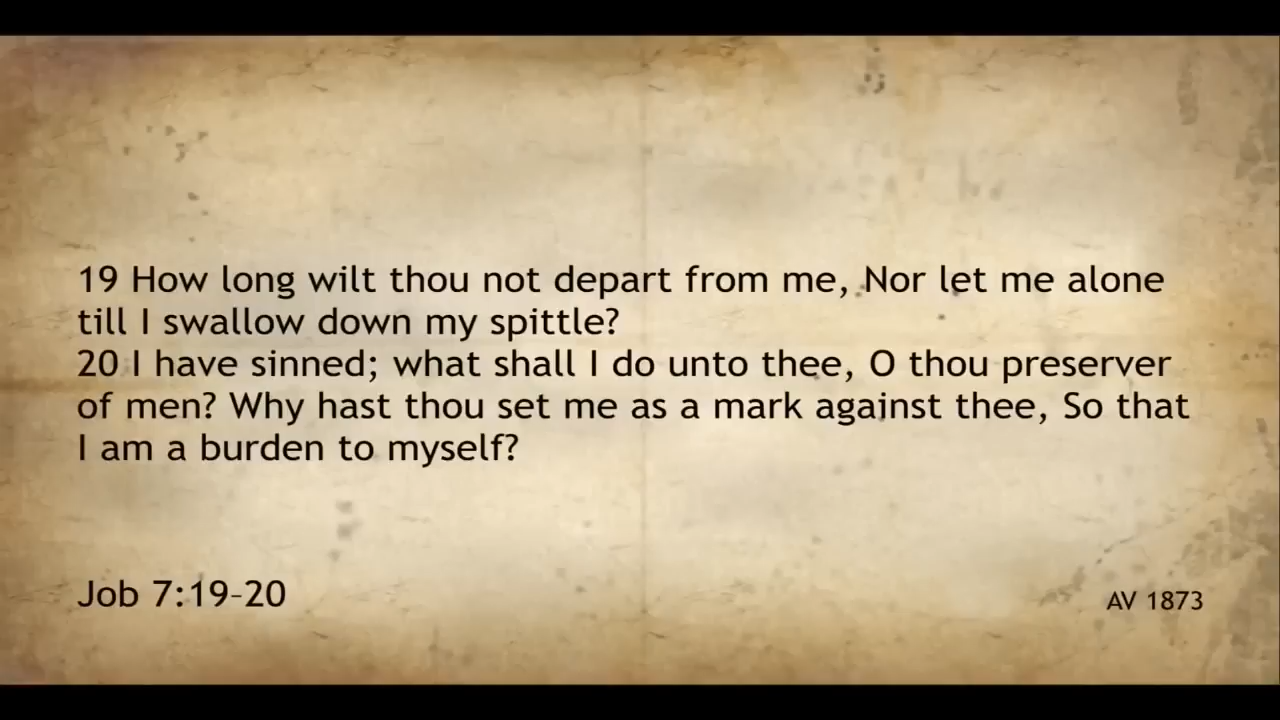 19 How long wilt thou not depart from me, Nor let me alone
till I swallow down my spittle?
20 I have sinned; what shall I do unto thee, O thou preserver
of men? Why hast thou set me as a mark against thee, So that
I am a burden to myself?
Job 7:19-20
AV 1873